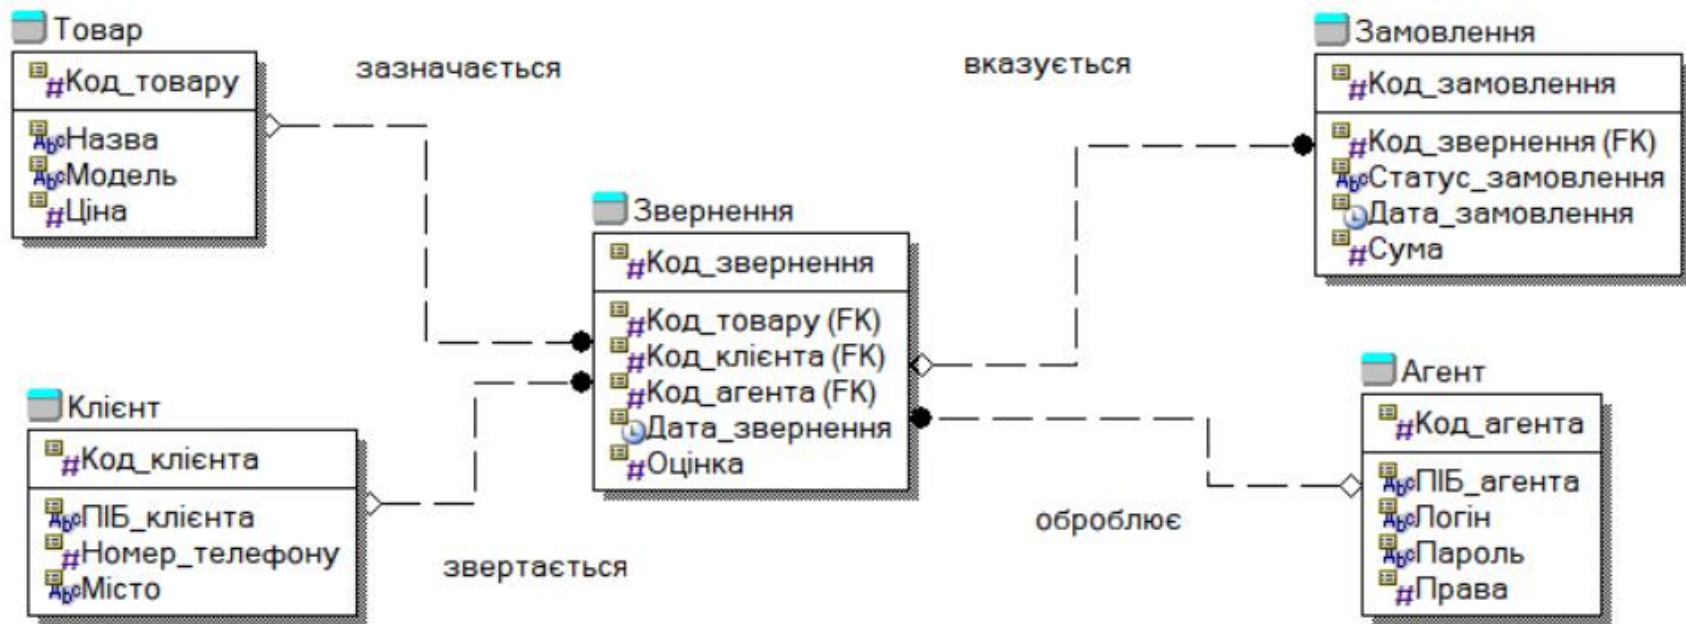 Товар
Код_товару
Назва
Модель
Ціна
зазначається
вказується
Замовлення
Код_замовлення
Код_звернення (FK)
Статус_замовлення
Дата_замовлення
Сума
Звернення
Код_звернення
Код_товару (FK)
Код_клієнта (FK)
Код_агента (FK)
Дата_звернення
Оцінка
Клієнт
Код_клієнта
ПІБ_клієнта
Номер_телефону
Місто
звертається
оброблює
Агент
Код_агента
ПІБ_агента
Логін
Пароль
Права